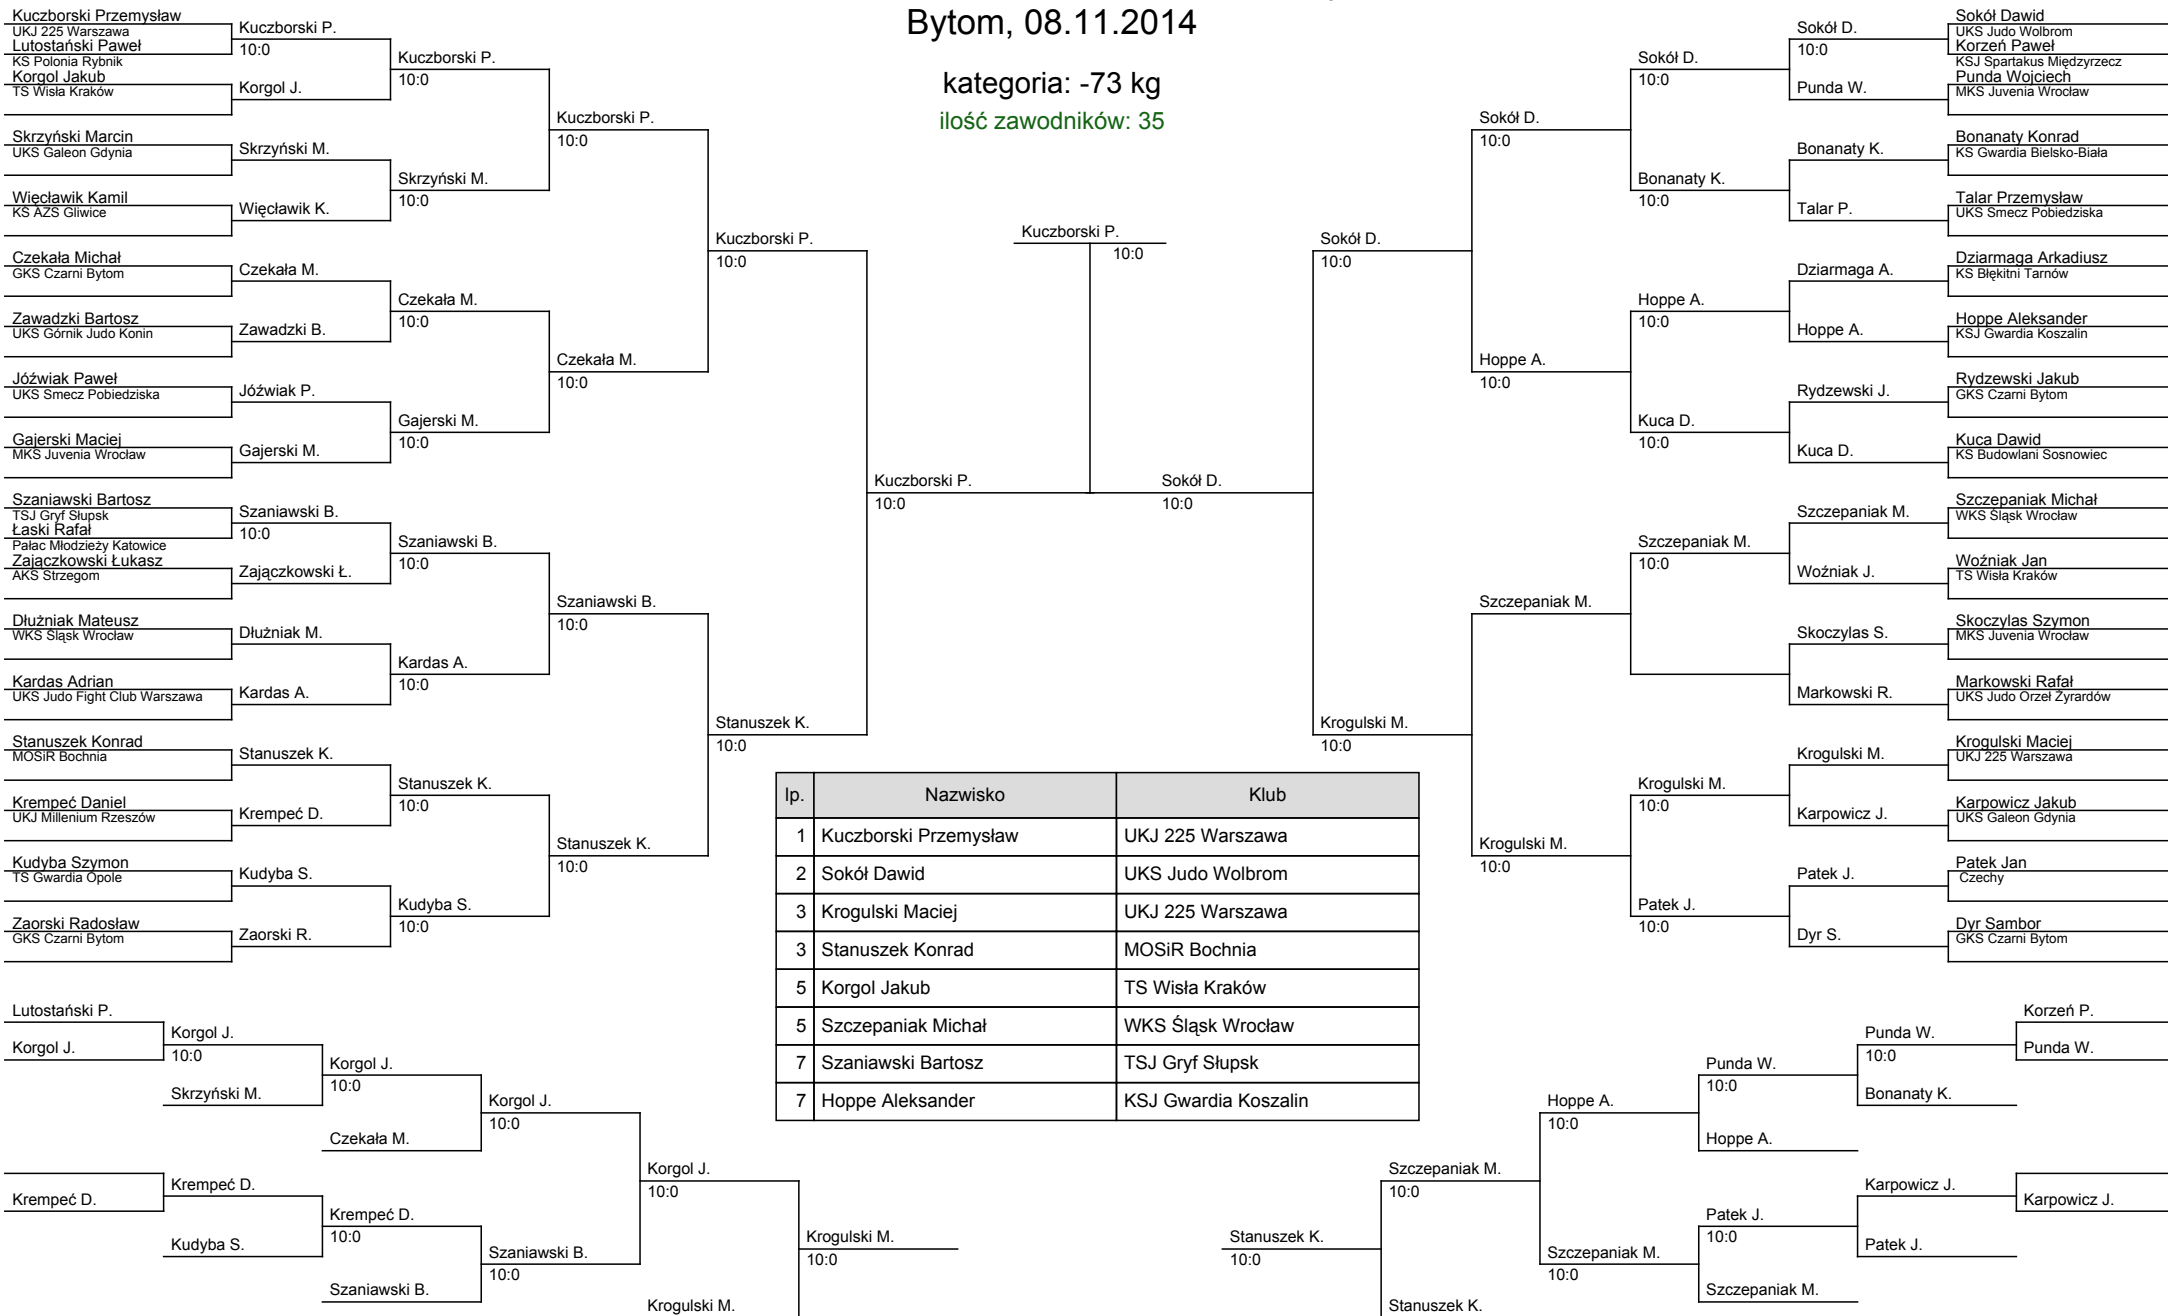 Bytom, 08.11.2014
kategoria: -73 kg
ilość zawodników: 35
Kuczborski Przemysław
UKJ 225 Warszawa
Lutostański Paweł
KS Polonia Rybnik
Korgol Jakub
TS Wisła Kraków
Skrzyński Marcin
UKS Galeon Gdynia
Więcławik Kamil
KS AZS Gliwice
Czekała Michał
GKS Czarni Bytom
Zawadzki Bartosz
UKS Górnik Judo Konin
Jóźwiak Paweł
UKS Smecz Pobiedziska
Gajerski Maciej
MKS Juvenia Wrocław
Szaniawski Bartosz
TSJ Gryf Słupsk
Łaski Rafał
Pałac Młodzieży Katowice
Zajączkowski Łukasz
AKS Strzegom
Dłużniak Mateusz
WKS Śląsk Wrocław
Kardas Adrian
UKS Judo Fight Club Warszawa
Stanuszek Konrad
MOSiR Bochnia
Krempeć Daniel
UKJ Millenium Rzeszów
Kudyba Szymon
TS Gwardia Opole
Zaorski Radosław
GKS Czarni Bytom
Kuczborski P.
10:0
Korgol J.
Skrzyński M.
Więcławik K.
Czekała M.
Zawadzki B.
Jóźwiak P.
Gajerski M.
Szaniawski B.
10:0
Zajączkowski Ł.
Dłużniak M.
Kardas A.
Stanuszek K.
Krempeć D.
Kudyba S.
Zaorski R.
Kuczborski P.
10:0
Skrzyński M.
10:0
Czekała M.
10:0
Gajerski M.
10:0
Szaniawski B.
10:0
Kardas A.
10:0
Stanuszek K.
10:0
Kudyba S.
10:0
Kuczborski P.
10:0
Czekała M.
10:0
Szaniawski B.
10:0
Stanuszek K.
10:0
Kuczborski P.
10:0
Stanuszek K.
10:0
Kuczborski P.
10:0
Kuczborski P.
10:0
Sokół D.
10:0
Sokół D.
10:0
Krogulski M.
10:0
Sokół D.
10:0
Hoppe A.
10:0
Szczepaniak M.
Krogulski M.
10:0
Sokół D.
10:0
Bonanaty K.
10:0
Hoppe A.
10:0
Kuca D.
10:0
Szczepaniak M.
10:0
Krogulski M.
10:0
Patek J.
10:0
Sokół D.
10:0
Punda W.
Bonanaty K.
Talar P.
Dziarmaga A.
Hoppe A.
Rydzewski J.
Kuca D.
Szczepaniak M.
Woźniak J.
Skoczylas S.
Markowski R.
Krogulski M.
Karpowicz J.
Patek J.
Dyr S.
Sokół Dawid
UKS Judo Wolbrom
Korzeń Paweł
KSJ Spartakus Międzyrzecz
Punda Wojciech
MKS Juvenia Wrocław
Bonanaty Konrad
KS Gwardia Bielsko-Biała
Talar Przemysław
UKS Smecz Pobiedziska
Dziarmaga Arkadiusz
KS Błękitni Tarnów
Hoppe Aleksander
KSJ Gwardia Koszalin
Rydzewski Jakub
GKS Czarni Bytom
Kuca Dawid
KS Budowlani Sosnowiec
Szczepaniak Michał
WKS Śląsk Wrocław
Woźniak Jan
TS Wisła Kraków
Skoczylas Szymon
MKS Juvenia Wrocław
Markowski Rafał
UKS Judo Orzeł Żyrardów
Krogulski Maciej
UKJ 225 Warszawa
Karpowicz Jakub
UKS Galeon Gdynia
Patek Jan
Czechy
Dyr Sambor
GKS Czarni Bytom
lp. Nazwisko Klub
1 Kuczborski Przemysław UKJ 225 Warszawa
2 Sokół Dawid UKS Judo Wolbrom
3 Krogulski Maciej UKJ 225 Warszawa
3 Stanuszek Konrad MOSiR Bochnia
5 Korgol Jakub TS Wisła Kraków
5 Szczepaniak Michał WKS Śląsk Wrocław
7 Szaniawski Bartosz TSJ Gryf Słupsk
7 Hoppe Aleksander KSJ Gwardia Koszalin
Lutostański P.
Korgol J.
Krempeć D.
Korgol J.
10:0
Skrzyński M.
Krempeć D.
Kudyba S.
Korgol J.
10:0
Czekała M.
Krempeć D.
10:0
Szaniawski B.
Korgol J.
10:0
Szaniawski B.
10:0
Korgol J.
10:0
Krogulski M.
Krogulski M.
10:0
Stanuszek K.
10:0
Szczepaniak M.
10:0
Stanuszek K.
Hoppe A.
10:0
Szczepaniak M.
10:0
Punda W.
10:0
Hoppe A.
Patek J.
10:0
Szczepaniak M.
Punda W.
10:0
Bonanaty K.
Karpowicz J.
Patek J.
Korzeń P.
Punda W.
Karpowicz J.